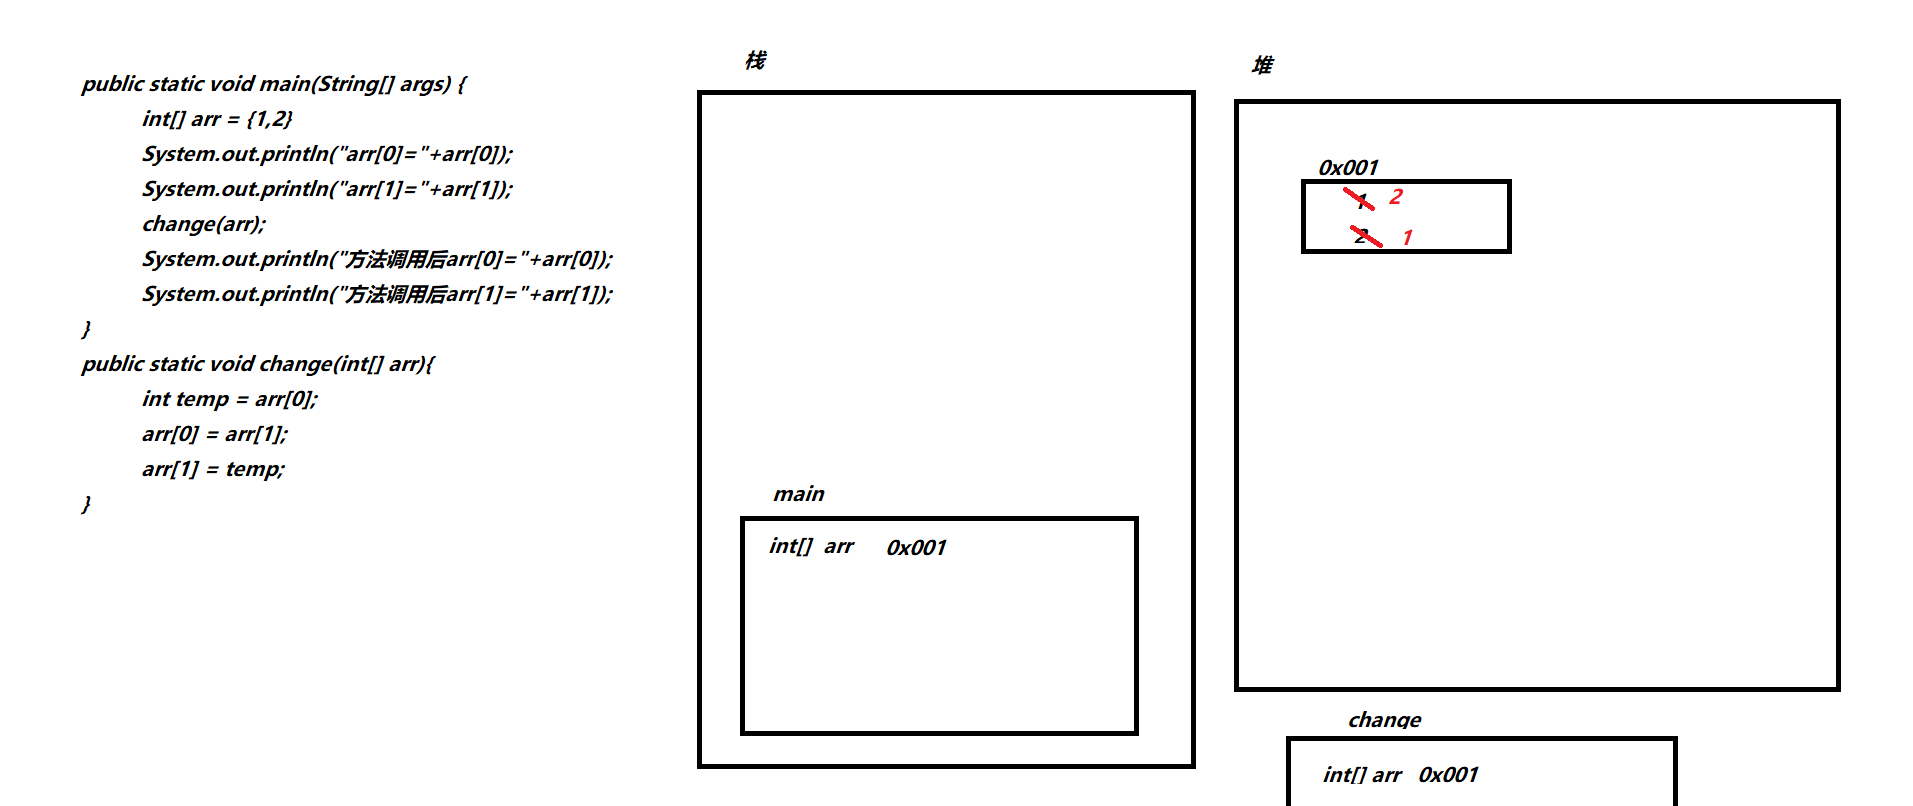 public static void main(String[] args) {
int[] arr = {1,2}
System.out.println("arr[0]="+arr[0]);
System.out.println("arr[1]="+arr[1]);
change(arr);
System.out.println("方法调用后arr[0]="+arr[0]);
System.out.println("方法调用后arr[1]="+arr[1]);
}
public static void change(int[] arr){
int temp = arr[0];
arr[0] = arr[1];
arr[1] = temp;
}
栈
main
int[] arr 0x001
堆
0x001
1 2
2 1
change
int[] arr 0x001